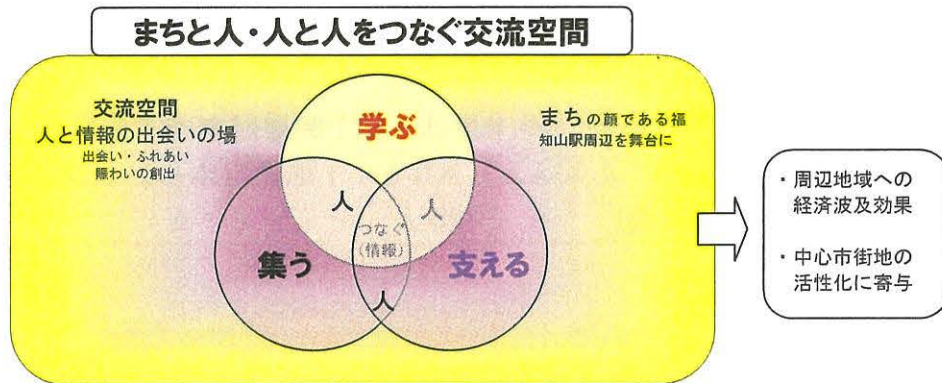 まちと人・人と人をつなぐ交流空間
交流空間
人と情報の出会いの場
出会い・ふれあい
賑わいの創出
まちの顔である福
知山駅周辺を舞台に
学ぶ
人
人
つなぐ
(情報)
集う
支える
人
・周辺地域への
経済波及効果
・中心市街地の
活性化に寄与